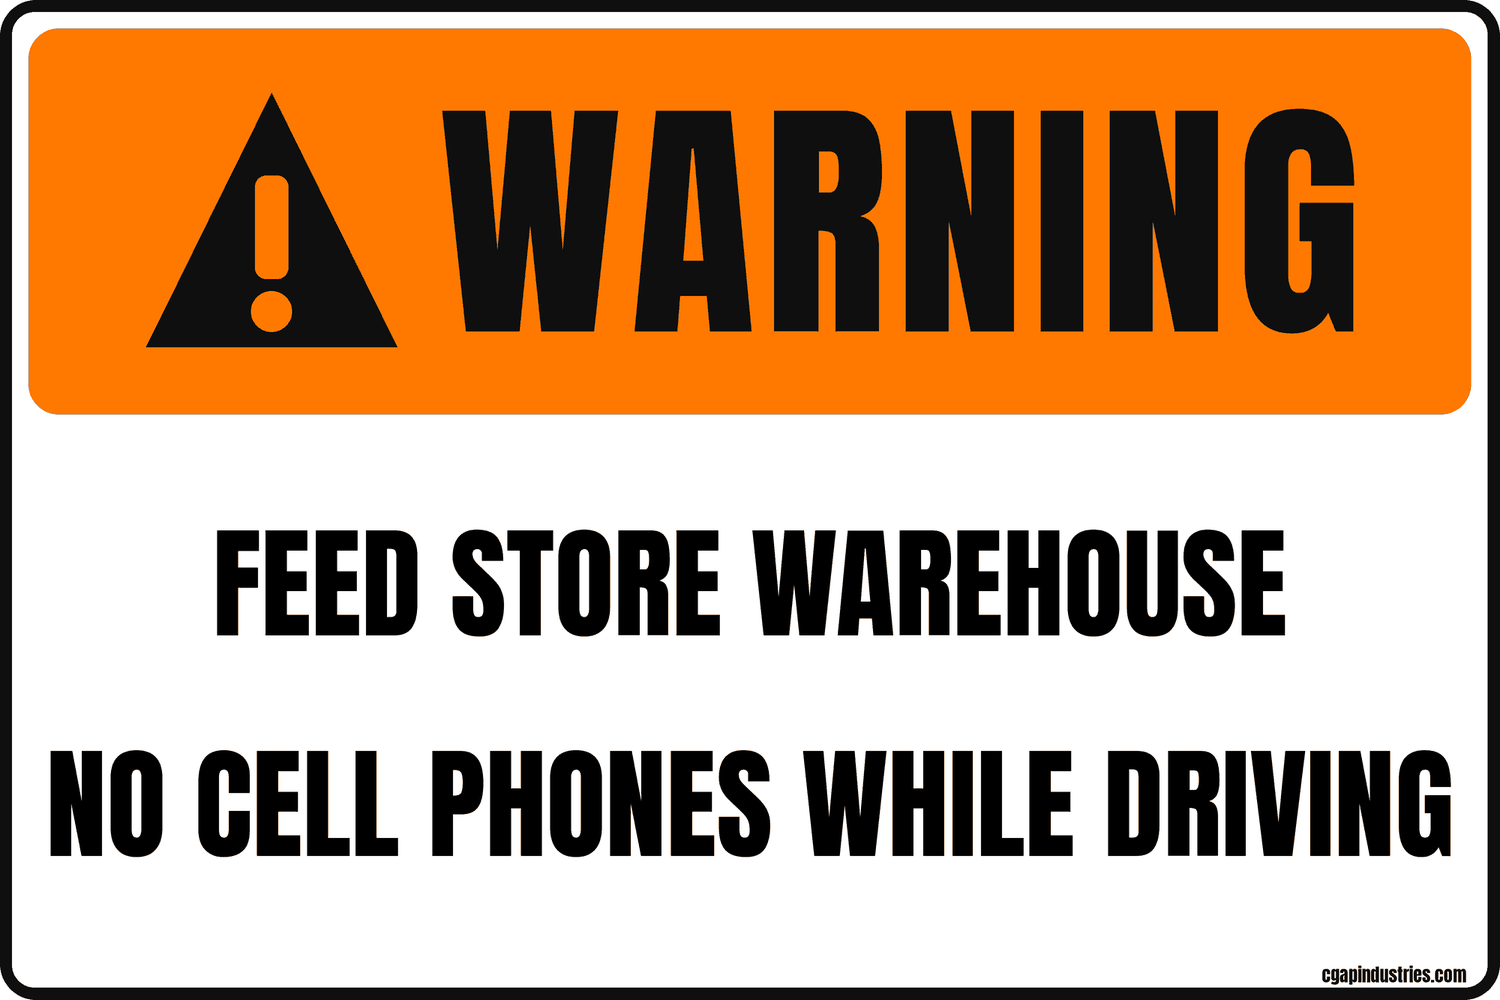 WARNING
FEED STORE WAREHOUSE
NO CELL PHONES WHILE DRIVING
cgapindustries.com